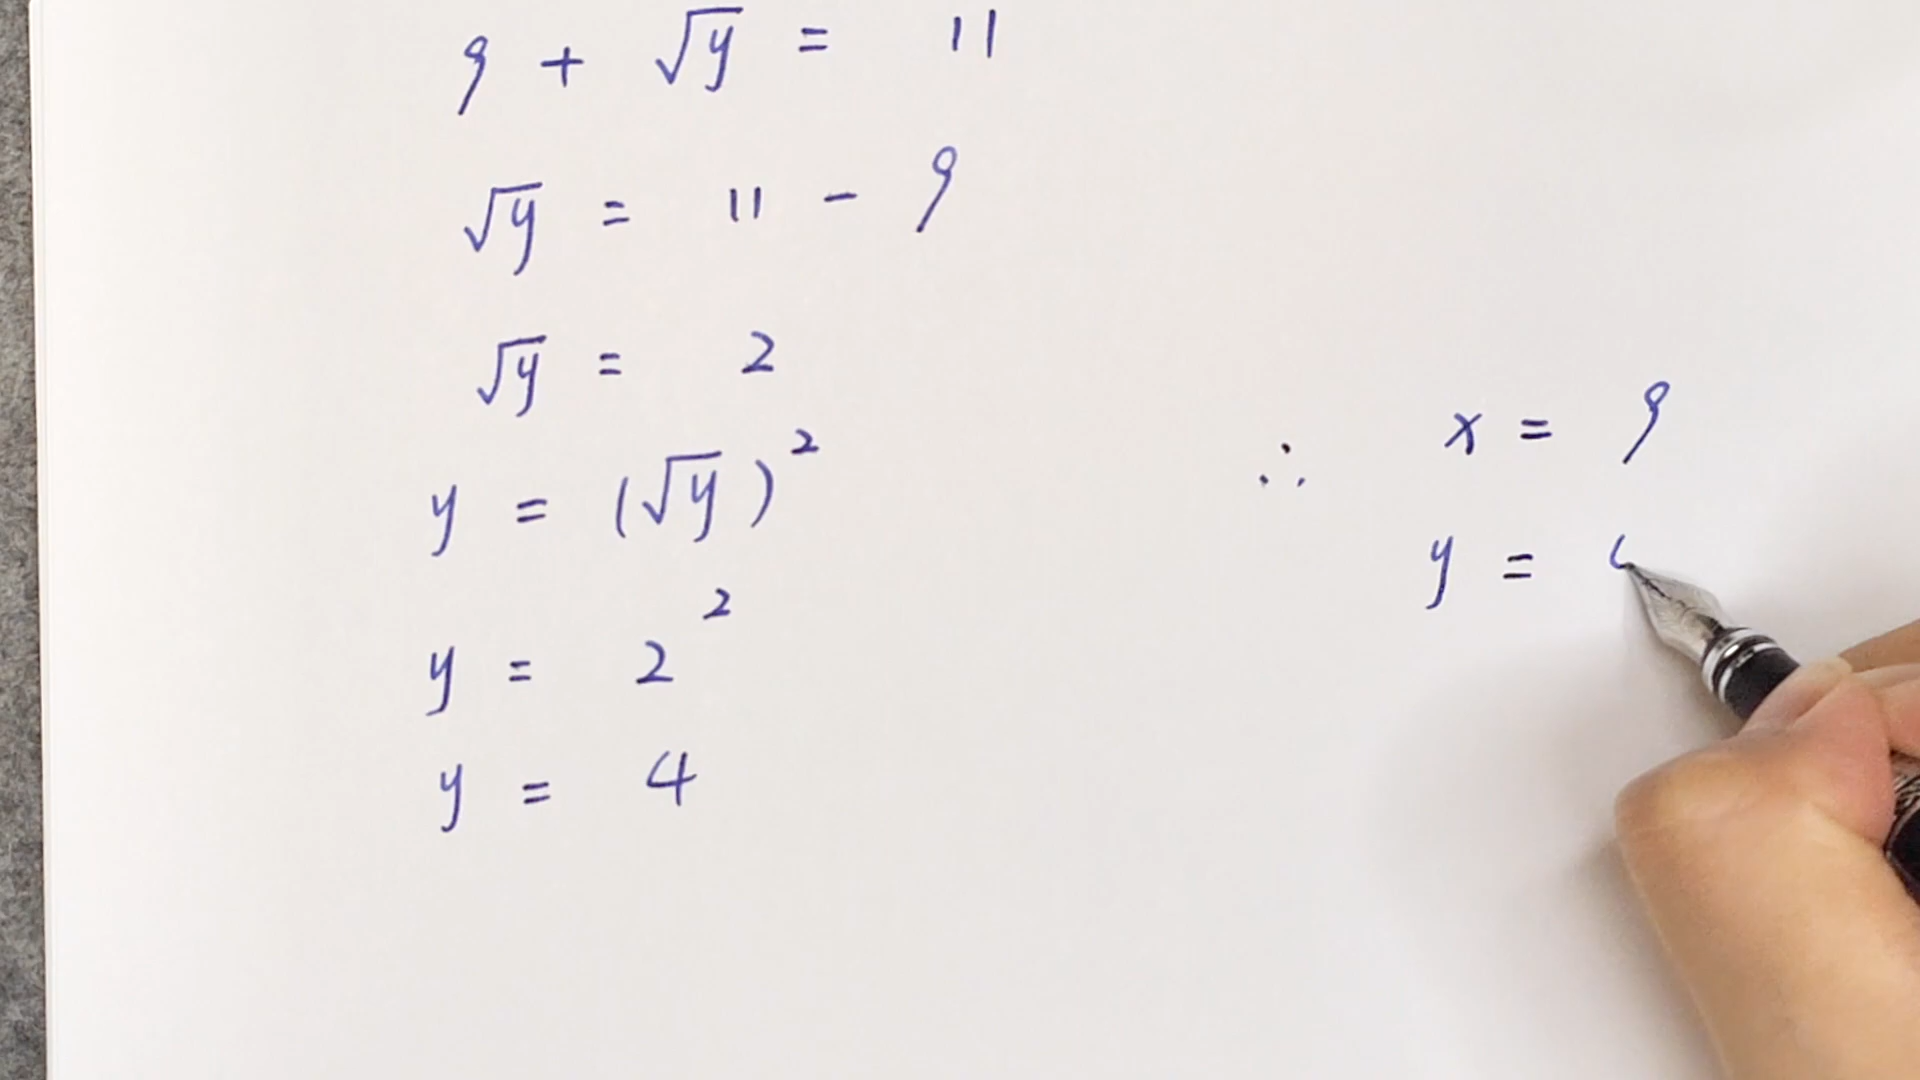 9 + √y = 11
√y = 11 - 9
√y = 2
y = (√y)²
y = 2²
y = 4
∴ x = 9
y =